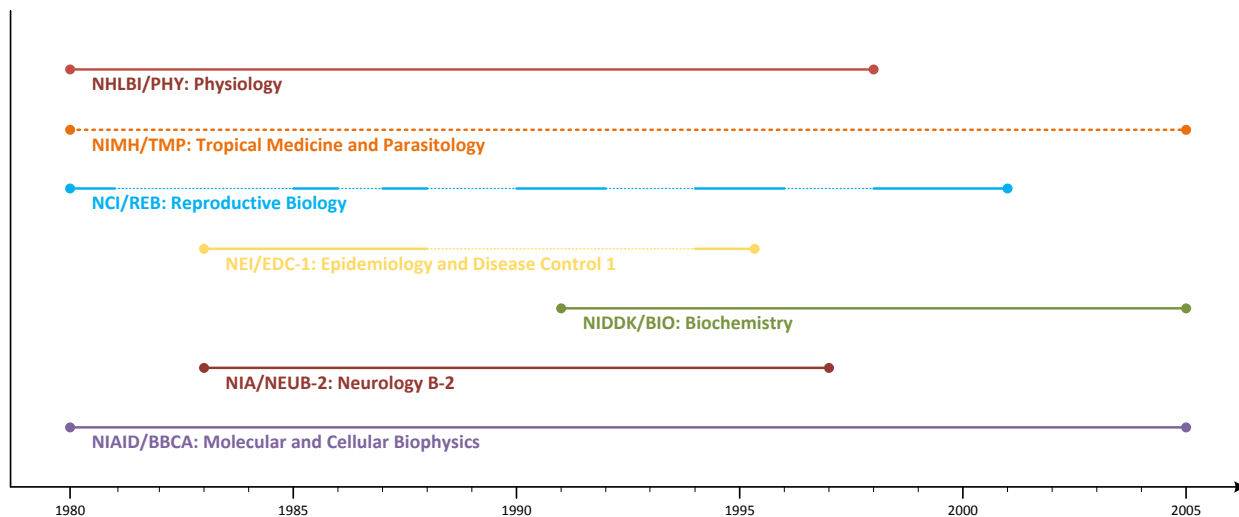 NHLBI/PHY: Physiology
NIMH/TMP: Tropical Medicine and Parasitology
NCI/REB: Reproductive Biology
NEI/EDC-1: Epidemiology and Disease Control 1
NIDDK/BIO: Biochemistry
NIA/NEUB-2: Neurology B-2
NIAID/BBCA: Molecular and Cellular Biophysics
1980 1985 1990 1995 2000 2005